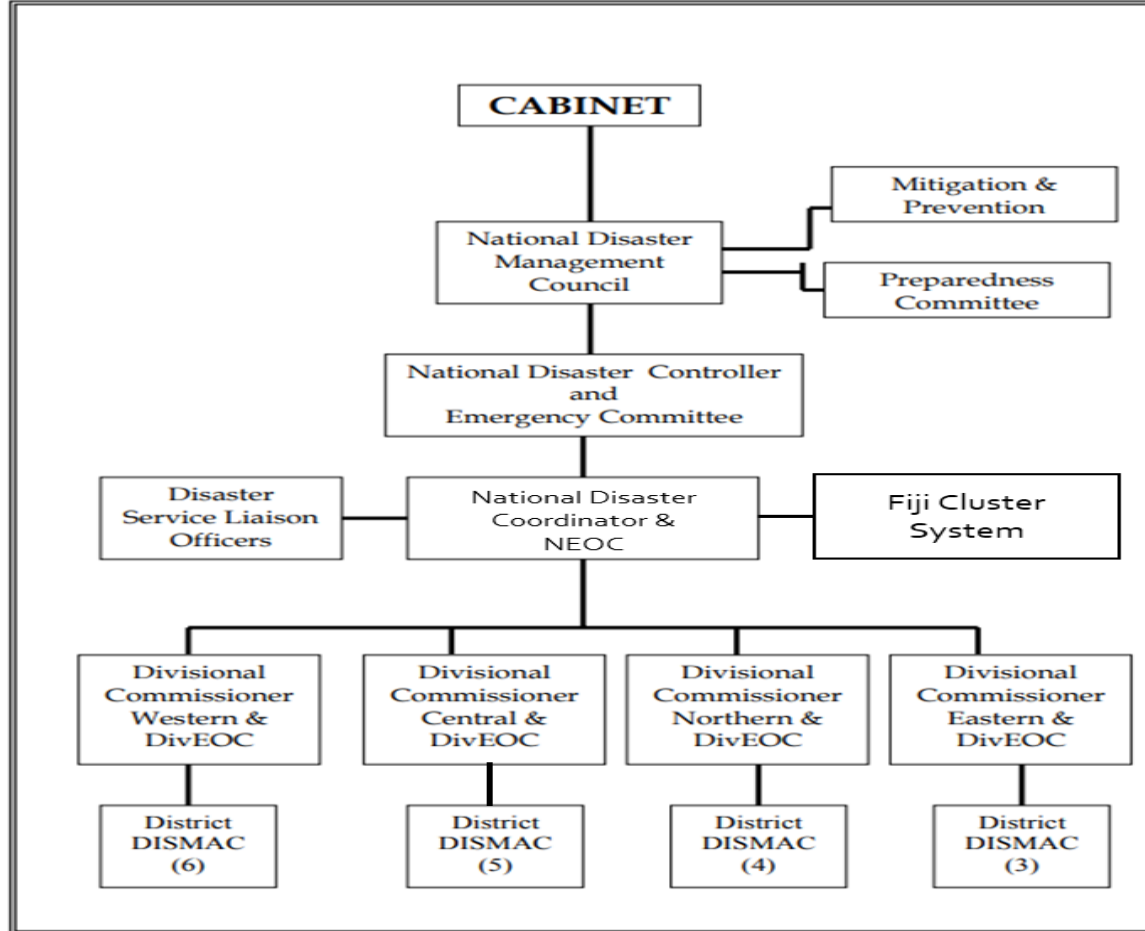 CABINET
Mitigation &
Prevention
National Disaster
Management
Council
Preparedness
Committee
National Disaster Controller
and
Emergency Committee
Disaster
Service Liaison
Officers
National Disaster
Coordinator &
NEOC
Fiji Cluster
System
Divisional
Commissioner
Western &
DivEOC
Divisional
Commissioner
Central &
DivEOC
Divisional
Commissioner
Northern &
DivEOC
Divisional
Commissioner
Eastern &
DivEOC
District
DISMAC
(6)
District
DISMAC
(5)
District
DISMAC
(4)
District
DISMAC
(3)